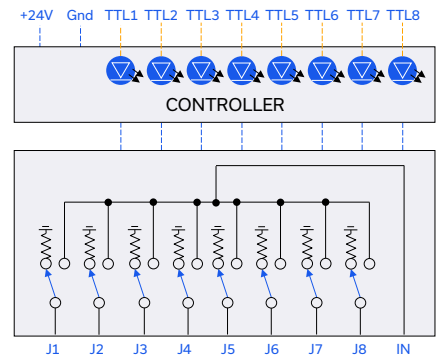 +24V Gnd TTL1 TTL2 TTL3 TTL4 TTL5 TTL6 TTL7 TTL8
CONTROLLER
J1 J2 J3 J4 J5 J6 J7 J8 IN